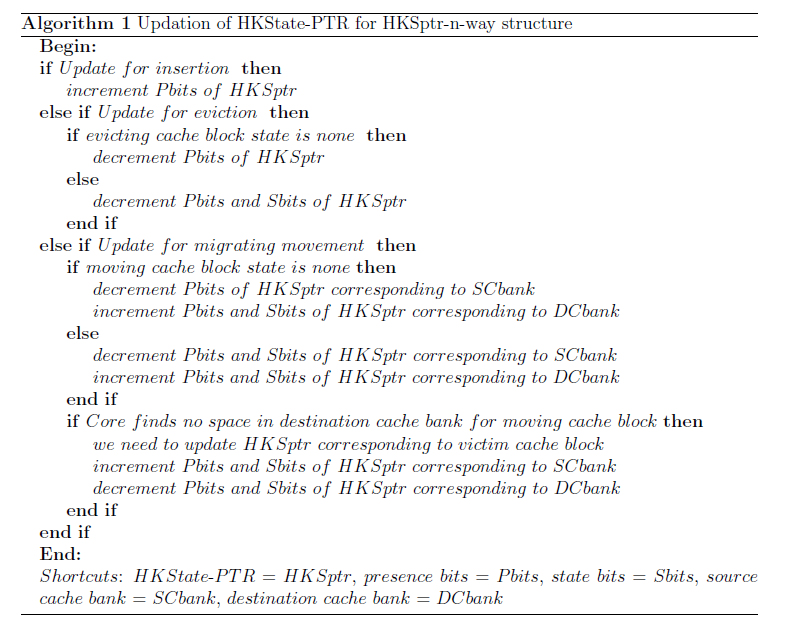 Algorithm 1 Updation of HKState-PTR for HKSptr-n-way structure
Begin:
if Update for insertion then
increment Pbits of HKSptr
else if Update for eviction then
if evicting cache block state is none then
decrement Pbits of HKSptr
else
decrement Pbits and Sbits of HKSptr
end if
else if Update for migrating movement then
if moving cache block state is none then
decrement Pbits of HKSptr corresponding to SCbank
increment Pbits and Sbits of HKSptr corresponding to DCbank
else
decrement Pbits and Sbits of HKSptr corresponding to SCbank
increment Pbits and Sbits of HKSptr corresponding to DCbank
end if
if Core finds no space in destination cache bank for moving cache block then
we need to update HKSptr corresponding to victim cache block
increment Pbits and Sbits of HKSptr corresponding to SCbank
decrement Pbits and Sbits of HKSptr corresponding to DCbank
end if
end if
End:
Shortcuts: HKState-PTR = HKSptr, presence bits = Pbits, state bits = Sbits, source
cache bank = SCbank, destination cache bank = DCbank